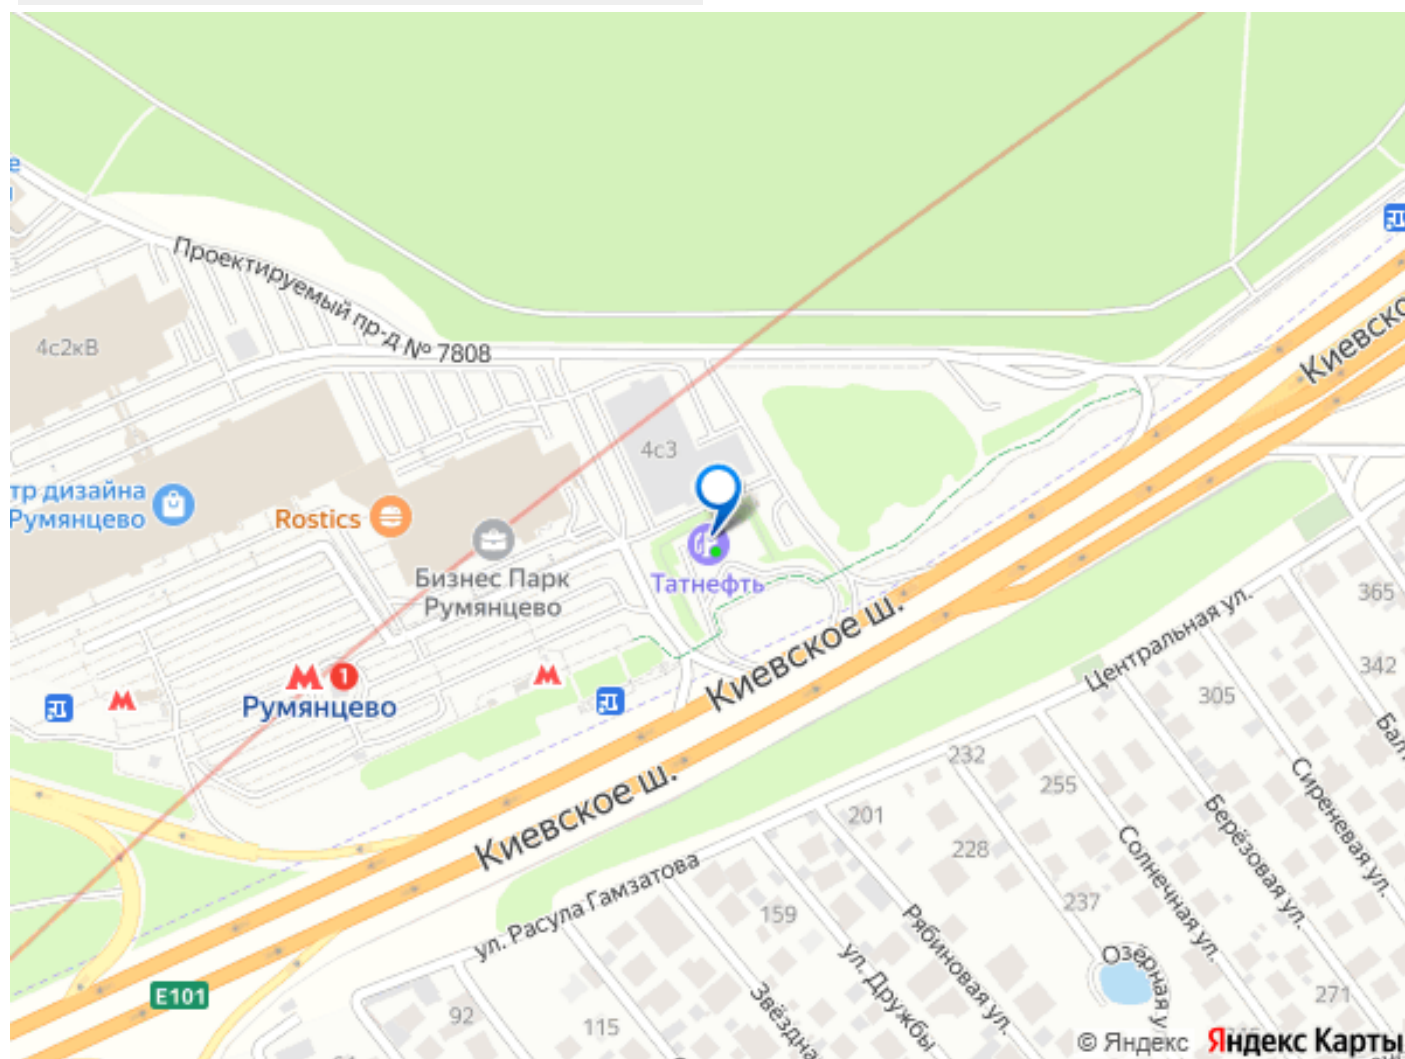 Проектируемый пр-д № 7808
4с2кВ
4с3
Киевско
тр дизайна
Румянцево
Rostics
Бизнес Парк
Румянцево
Татнефть
365
Центральная ул.
342
305
Киевское ш.
М 1
М
М
Румянцево
232
255
Сиреневая ул.
Берёзовая ул.
Киевское ш.
201
228
Солнечная ул.
ул. Расула Гамзатова
159
237
Рябиновая ул.
ул. Дружбы
Озёрная у
E101
92
115
Звёздна
271
© Яндекс Яндекс Карты